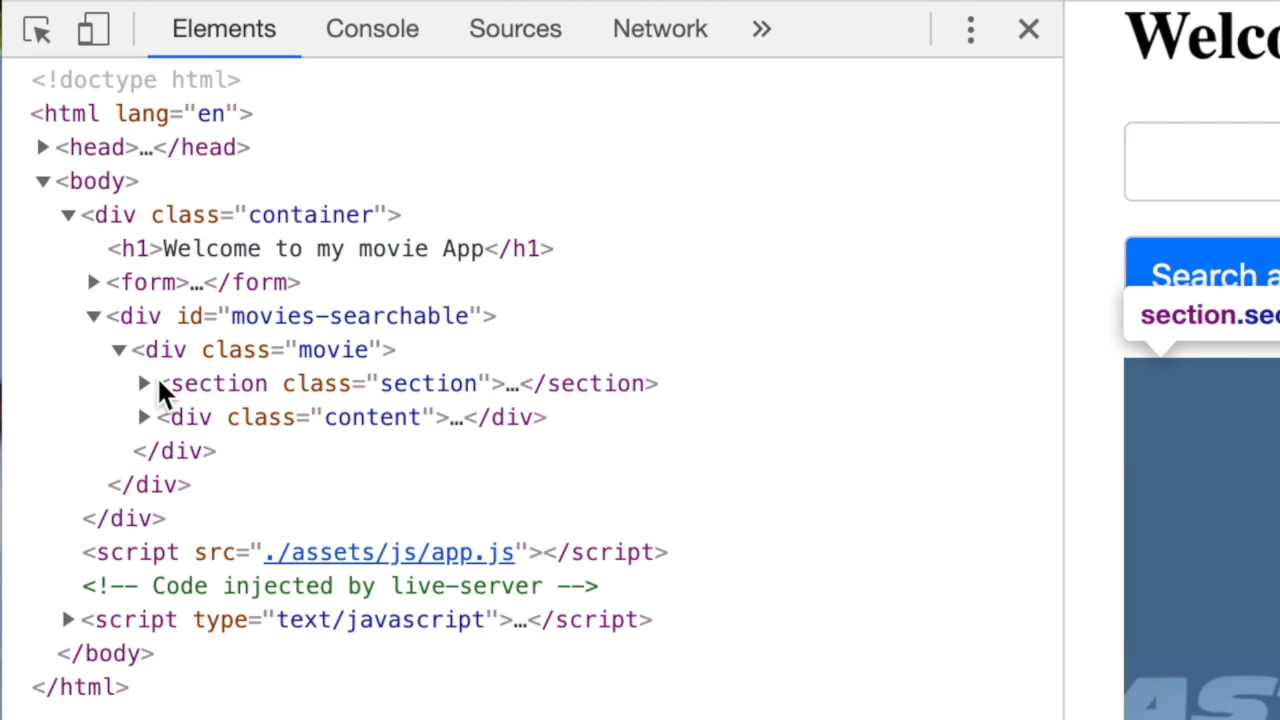 Elements Console Sources Network
<!doctype html>
<html lang="en">
<head>…</head>
<body>
<div class="container">
<h1>Welcome to my movie App</h1>
<form>…</form>
<div id="movies-searchable">
<div class="movie">
<section class="section">…</section>
<div class="content">…</div>
</div>
</div>
</div>
<script src="./assets/js/app.js"></script>
<!-- Code injected by live-server -->
<script type="text/javascript">…</script>
</body>
</html>
Welco
Search a
section.sec
AS